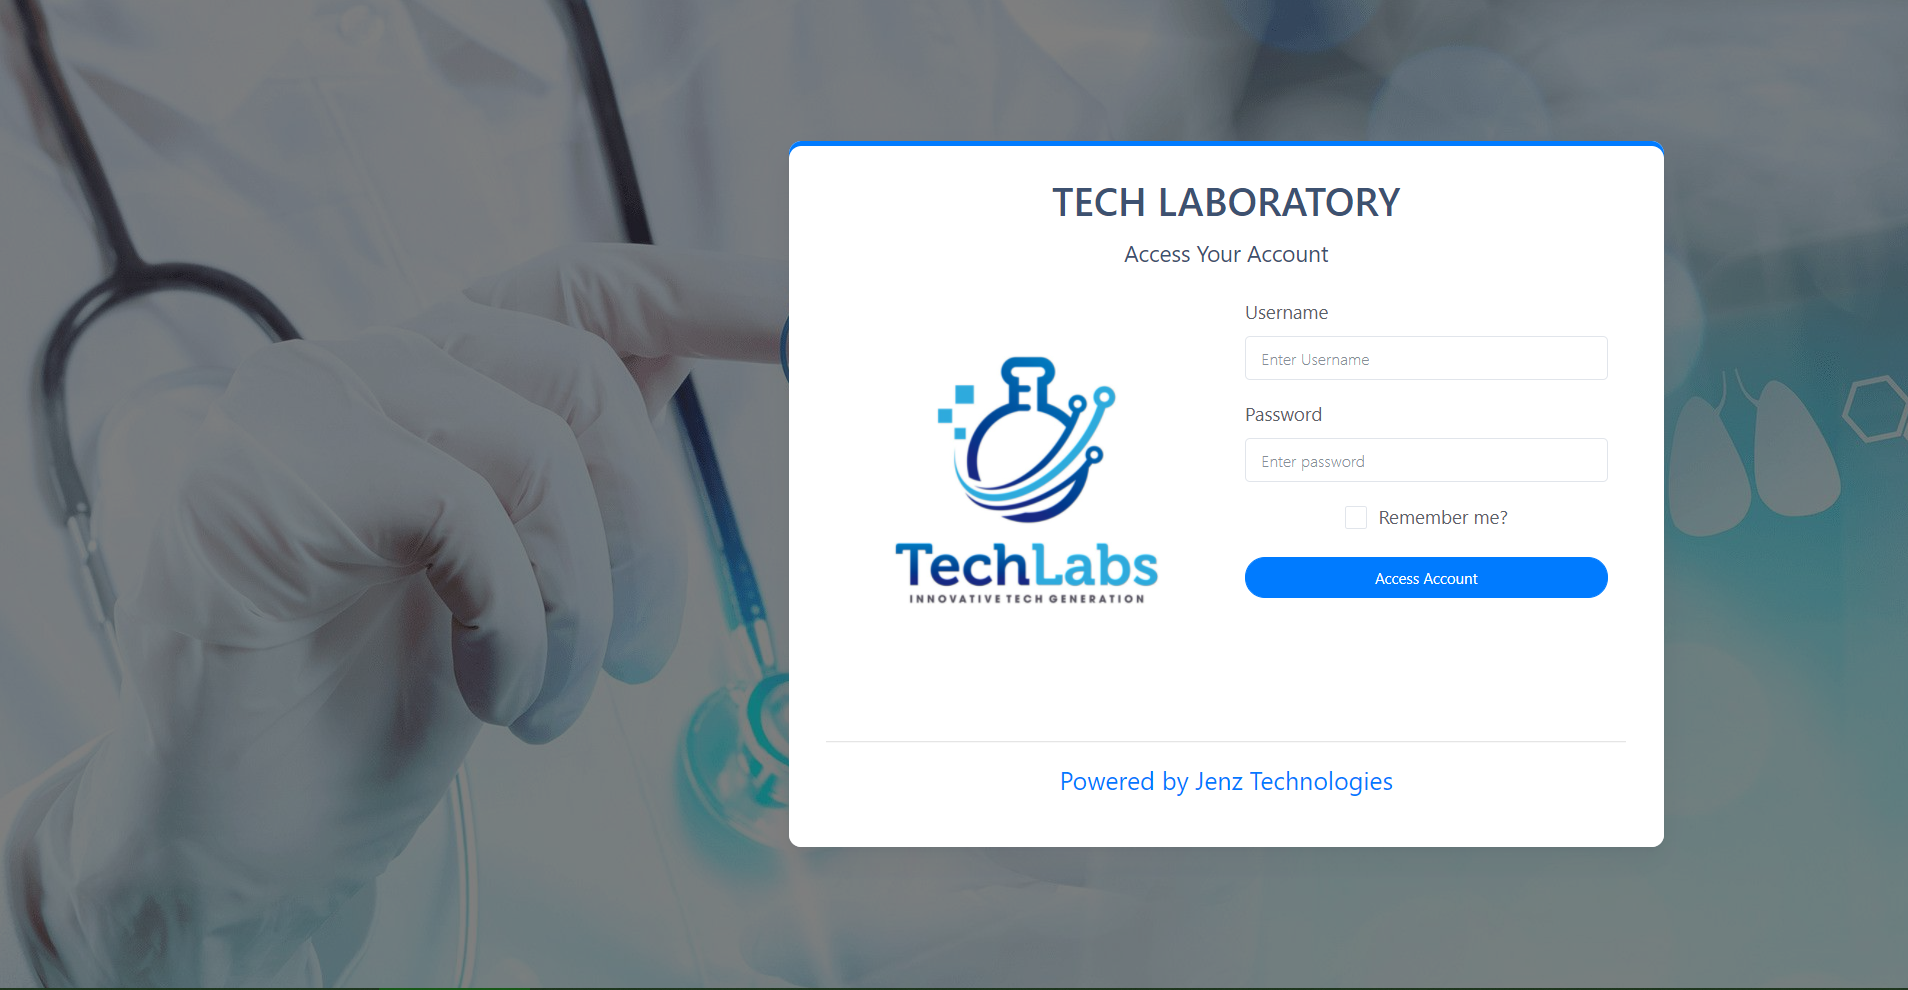 TECH LABORATORY
Access Your Account
TechLabs
INNOVATIVE TECH GENERATION
Username
Enter Username
Password
Enter password
Remember me?
Access Account
Powered by Jenz Technologies